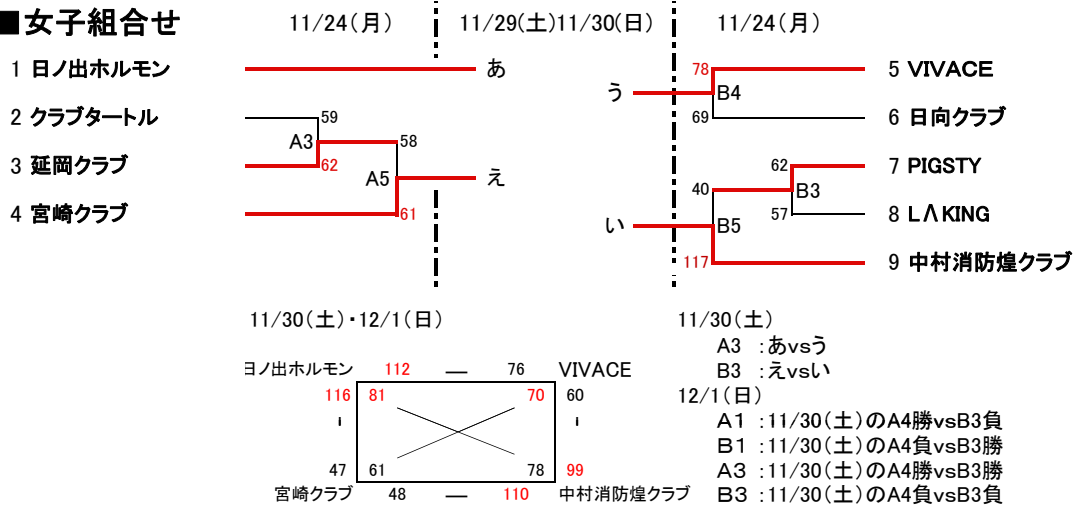 ■女子組合せ
11/24(月) 11/29(土)11/30(日) 11/24(月)
1 日ノ出ホルモン
あ
2 クラブタートル
59
A3
3 延岡クラブ
62
58
A5
え
4 宮崎クラブ
61
78
5 VIVACE
う
B4
69
6 日向クラブ
62
7 PIGSTY
40
B3
57
8 LΛKING
い
B5
117
9 中村消防煌クラブ
11/30(土)・12/1(日)
日ノ出ホルモン 112 ― 76 VIVACE
116 81 70 60
- -
47 61 78 99
宮崎クラブ 48 ― 110 中村消防煌クラブ
11/30(土)
A3 :あvsう
B3 :えvsい
12/1(日)
A1 :11/30(土)のA4勝vsB3負
B1 :11/30(土)のA4負vsB3勝
A3 :11/30(土)のA4勝vsB3勝
B3 :11/30(土)のA4負vsB3負